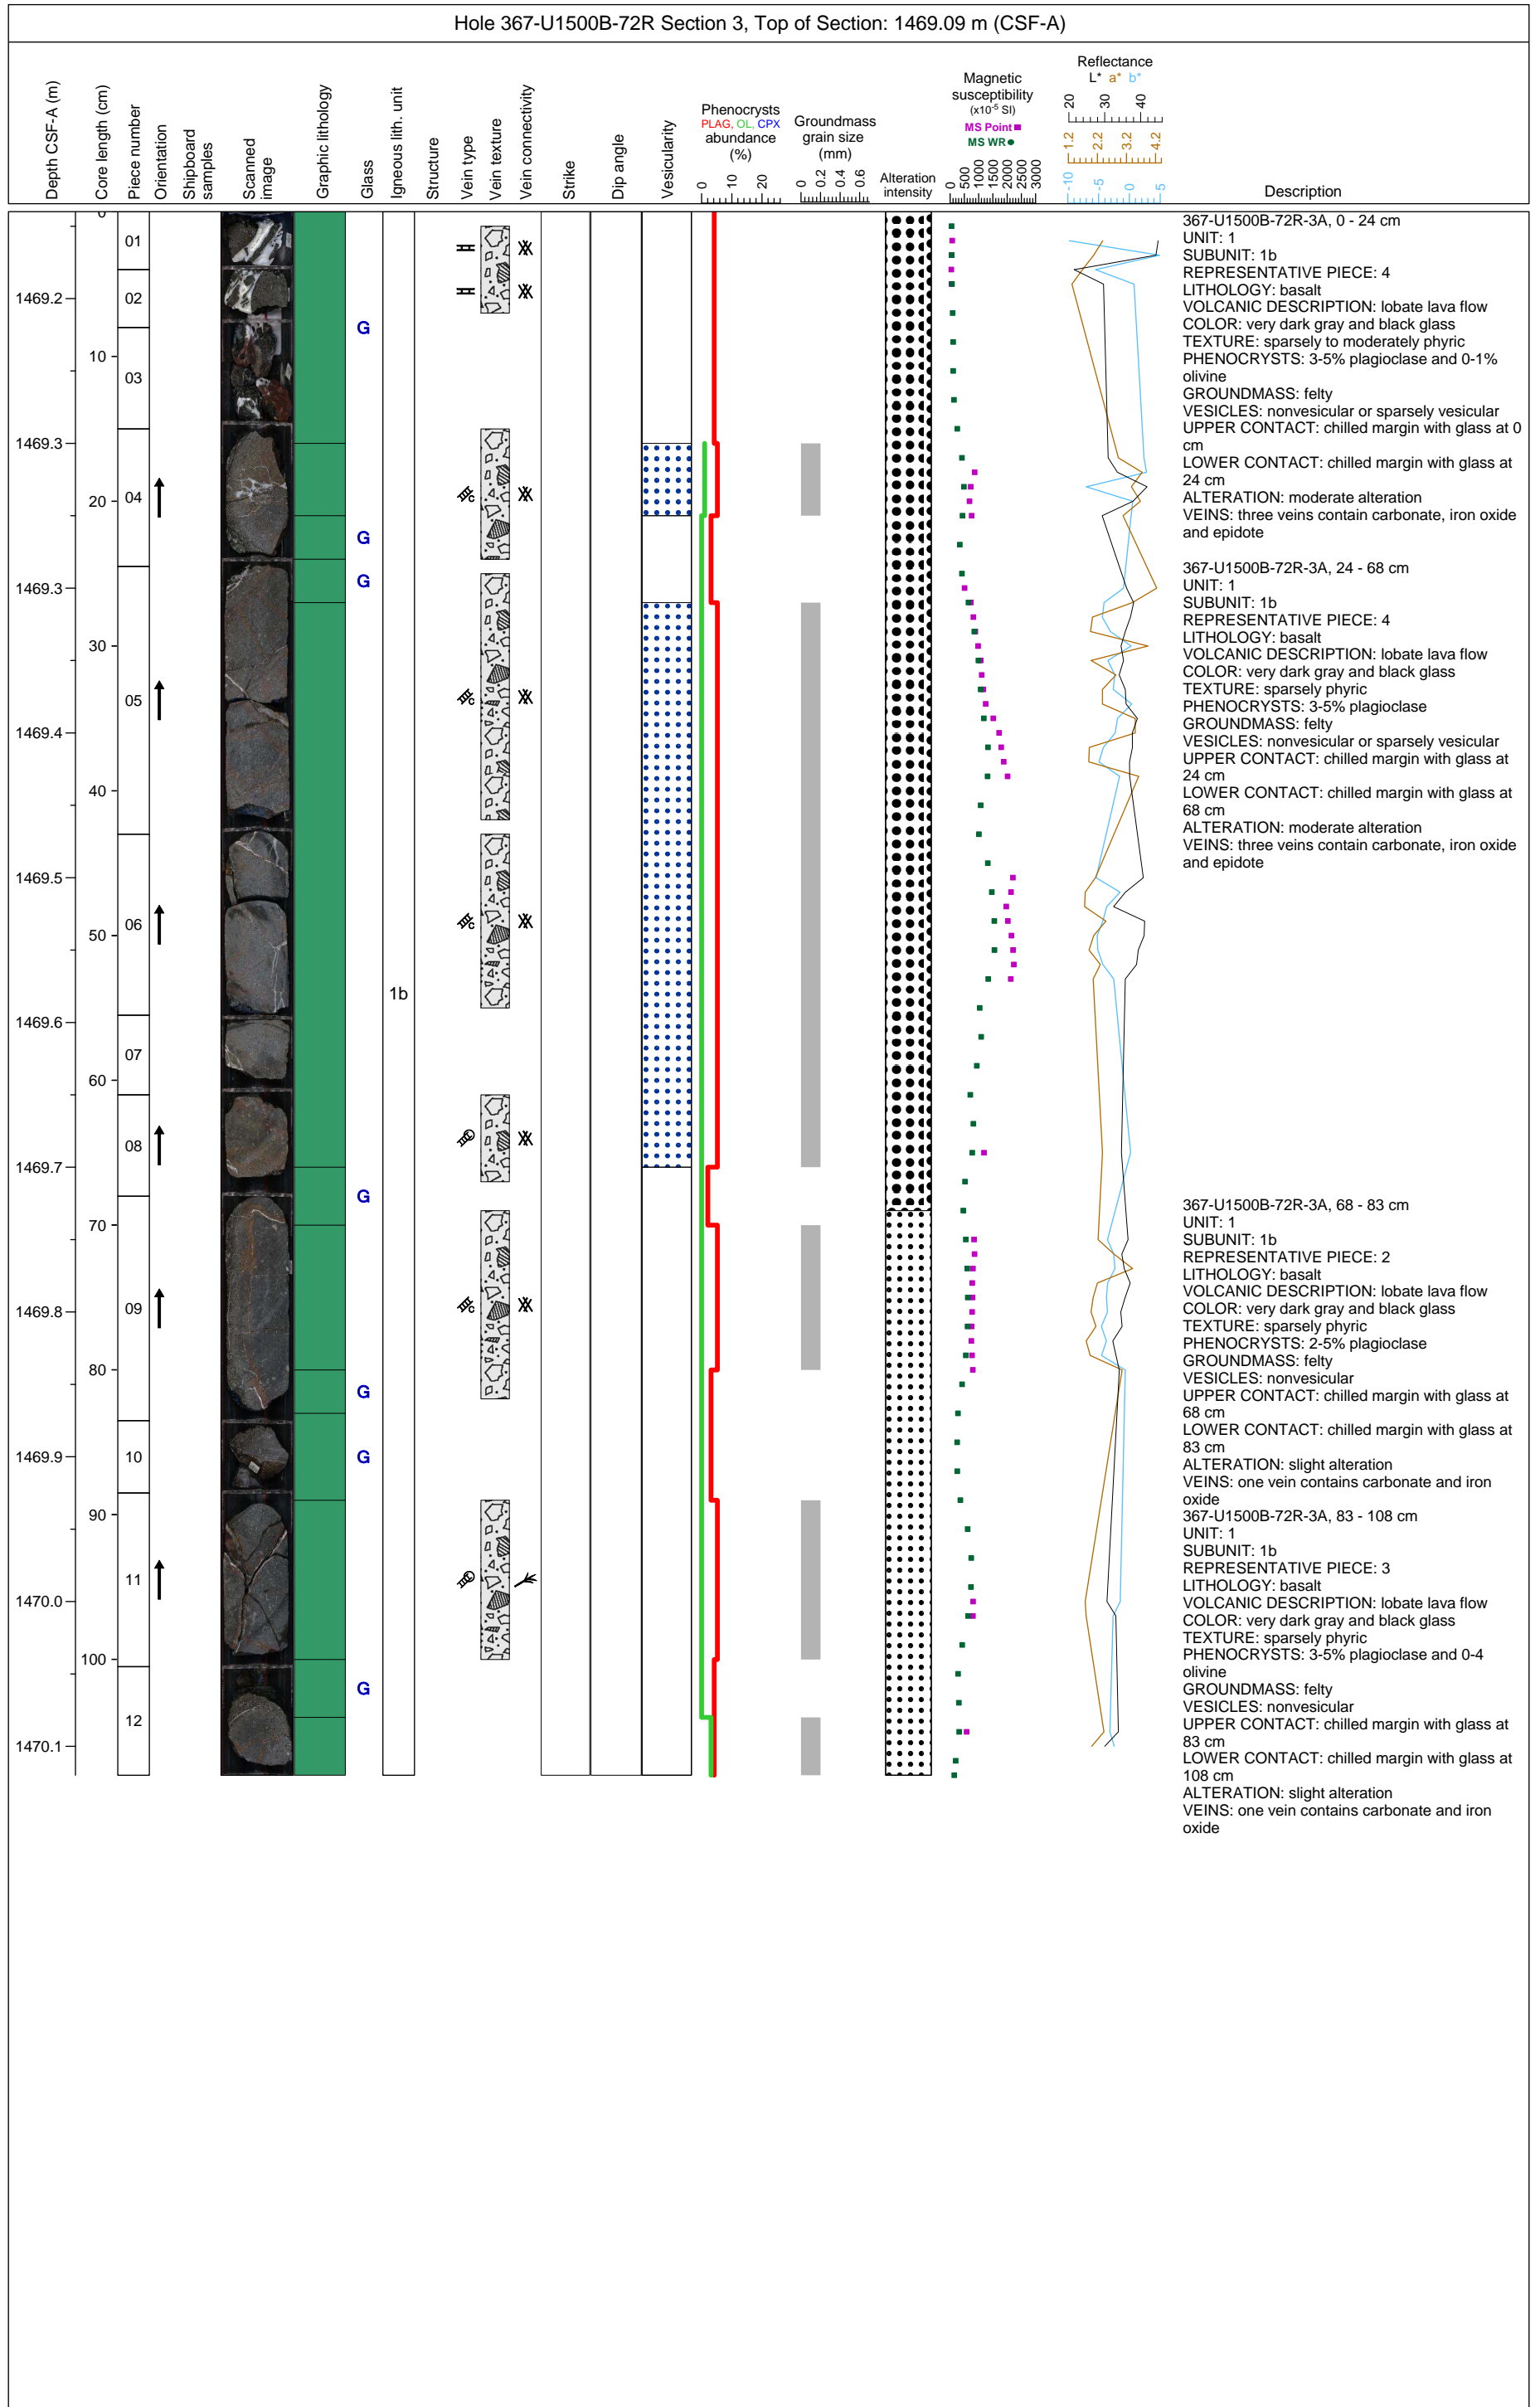 Hole 367-U1500B-72R Section 3, Top of Section: 1469.09 m (CSF-A)
Depth CSF-A (m)
Core length (cm)
Piece number
Orientation
Shipboard
samples
Scanned
image
Graphic lithology
Glass
Igneous lith. unit
Structure
Vein type
Vein texture
Vein connectivity
Strike
Dip angle
Vesicularity
Phenocrysts
PLAG, OL, CPX
abundance
(%)
0 10 20
Groundmass
grain size
(mm)
0 0.2 0.4 0.6
Alteration
intensity
Magnetic
susceptibility
(x10⁻⁵ SI)
MS Point
MS WR
0 500 1000 1500 2000 2500 3000
Reflectance
L* a* b*
20 30 40
1.2 2.2 3.2 4.2
-10 -5 0 5
Description
1469.2
1469.3
1469.3
1469.4
1469.5
1469.6
1469.7
1469.8
1469.9
1470.0
1470.1
0
10
20
30
40
50
60
70
80
90
100
01
02
03
04
05
06
07
08
09
10
11
12
G
G
G
G
G
G
G
1b
367-U1500B-72R-3A, 0 - 24 cm
UNIT: 1
SUBUNIT: 1b
REPRESENTATIVE PIECE: 4
LITHOLOGY: basalt
VOLCANIC DESCRIPTION: lobate lava flow
COLOR: very dark gray and black glass
TEXTURE: sparsely to moderately phyric
PHENOCRYSTS: 3-5% plagioclase and 0-1%
olivine
GROUNDMASS: felty
VESICLES: nonvesicular or sparsely vesicular
UPPER CONTACT: chilled margin with glass at 0
cm
LOWER CONTACT: chilled margin with glass at
24 cm
ALTERATION: moderate alteration
VEINS: three veins contain carbonate, iron oxide
and epidote
367-U1500B-72R-3A, 24 - 68 cm
UNIT: 1
SUBUNIT: 1b
REPRESENTATIVE PIECE: 4
LITHOLOGY: basalt
VOLCANIC DESCRIPTION: lobate lava flow
COLOR: very dark gray and black glass
TEXTURE: sparsely phyric
PHENOCRYSTS: 3-5% plagioclase
GROUNDMASS: felty
VESICLES: nonvesicular or sparsely vesicular
UPPER CONTACT: chilled margin with glass at
24 cm
LOWER CONTACT: chilled margin with glass at
68 cm
ALTERATION: moderate alteration
VEINS: three veins contain carbonate, iron oxide
and epidote
367-U1500B-72R-3A, 68 - 83 cm
UNIT: 1
SUBUNIT: 1b
REPRESENTATIVE PIECE: 2
LITHOLOGY: basalt
VOLCANIC DESCRIPTION: lobate lava flow
COLOR: very dark gray and black glass
TEXTURE: sparsely phyric
PHENOCRYSTS: 2-5% plagioclase
GROUNDMASS: felty
VESICLES: nonvesicular
UPPER CONTACT: chilled margin with glass at
68 cm
LOWER CONTACT: chilled margin with glass at
83 cm
ALTERATION: slight alteration
VEINS: one vein contains carbonate and iron
oxide
367-U1500B-72R-3A, 83 - 108 cm
UNIT: 1
SUBUNIT: 1b
REPRESENTATIVE PIECE: 3
LITHOLOGY: basalt
VOLCANIC DESCRIPTION: lobate lava flow
COLOR: very dark gray and black glass
TEXTURE: sparsely phyric
PHENOCRYSTS: 3-5% plagioclase and 0-4
olivine
GROUNDMASS: felty
VESICLES: nonvesicular
UPPER CONTACT: chilled margin with glass at
83 cm
LOWER CONTACT: chilled margin with glass at
108 cm
ALTERATION: slight alteration
VEINS: one vein contains carbonate and iron
oxide